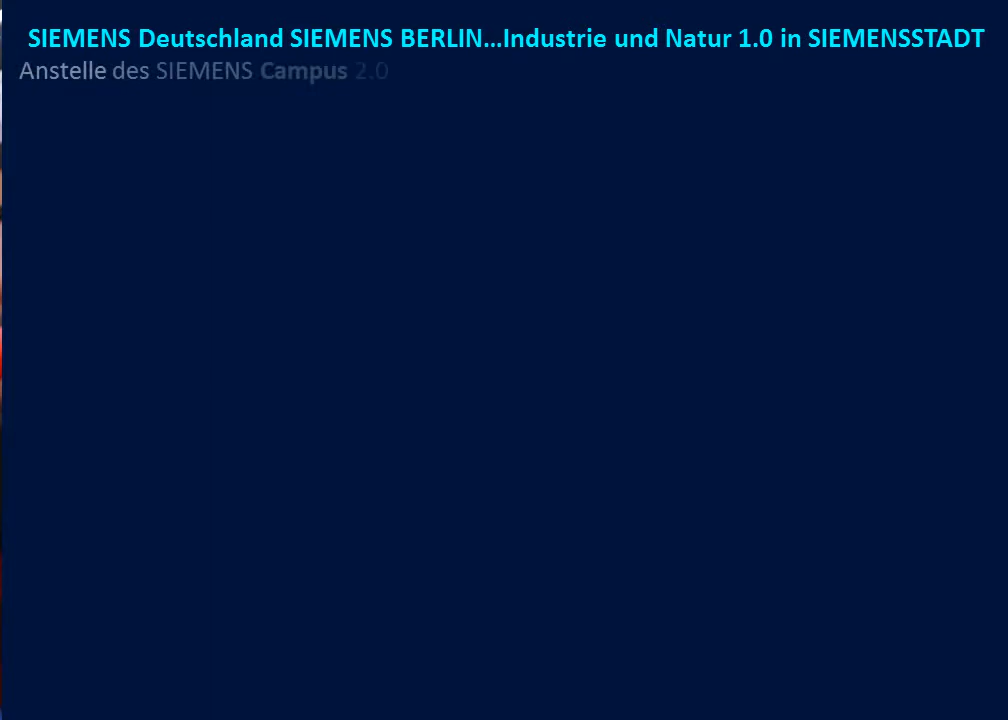 SIEMENS Deutschland SIEMENS BERLIN...Industrie und Natur 1.0 in SIEMENSSTADT
Anstelle des SIEMENS Campus 2.0